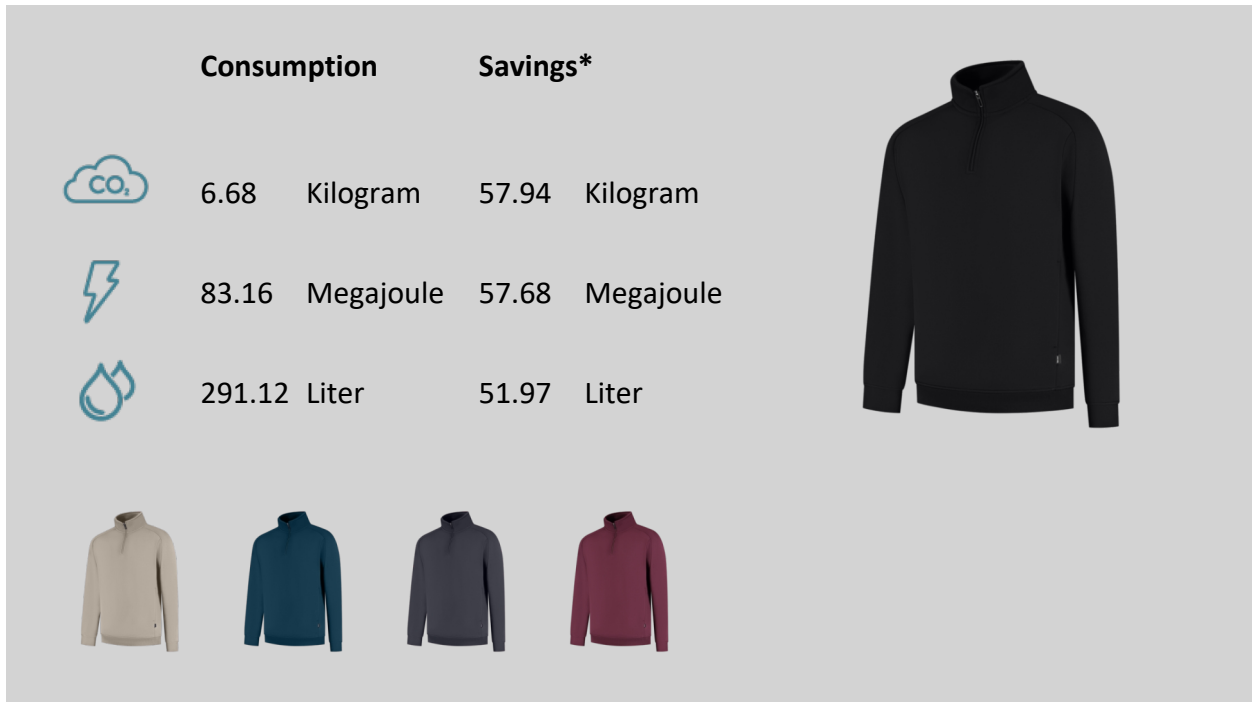 Consumption Savings*
CO₂ 6.68 Kilogram 57.94 Kilogram
83.16 Megajoule 57.68 Megajoule
291.12 Liter 51.97 Liter